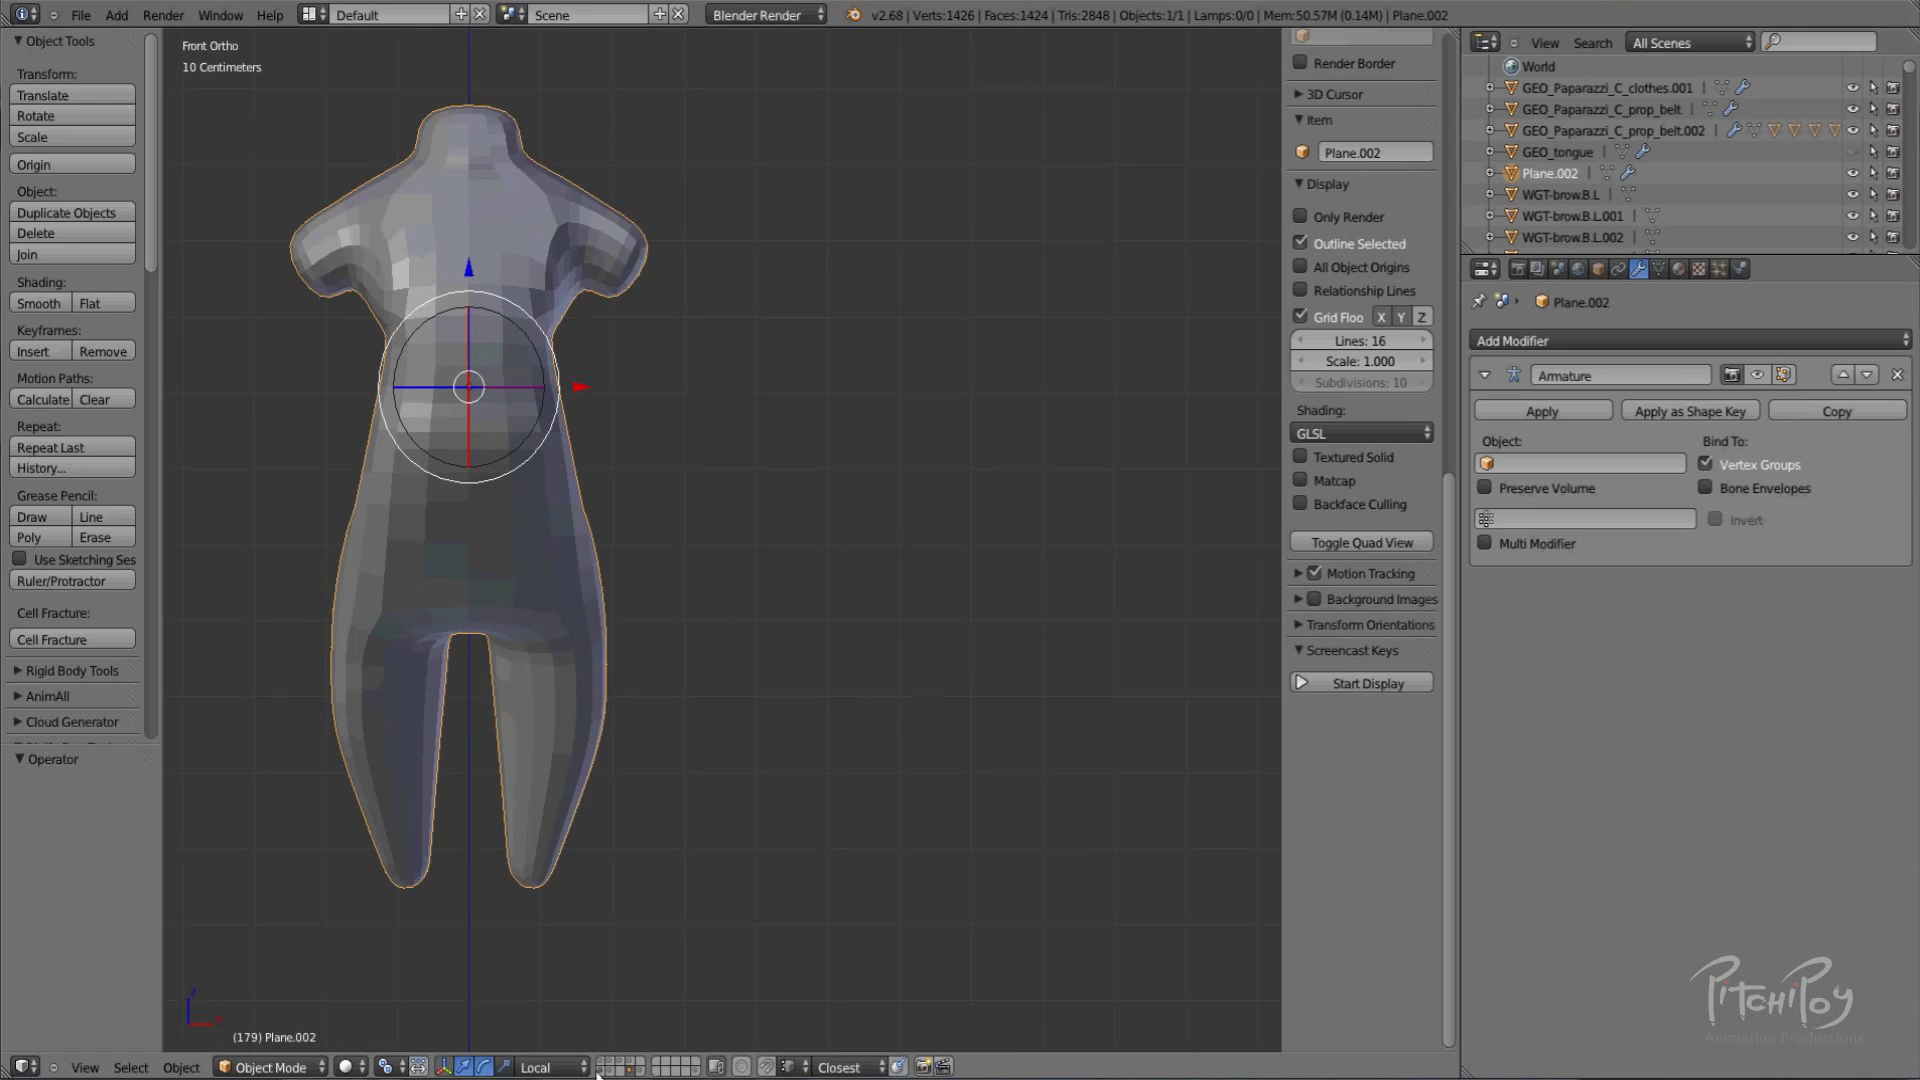 File Add Render Window Help Default Scene Blender Render v2.68 | Verts:1426 | Faces:1424 | Tris:2848 | Objects:1/1 | Lamps:0/0 | Mem:50.57M (0.14M) | Plane.002
Object Tools
Transform:
Translate
Rotate
Scale
Origin
Object:
Duplicate Objects
Delete
Join
Shading:
Smooth Flat
Keyframes:
Insert Remove
Motion Paths:
Calculate Clear
Repeat:
Repeat Last
History...
Grease Pencil:
Draw Line
Poly Erase
Use Sketching Ses
Ruler/Protractor
Cell Fracture:
Cell Fracture
Rigid Body Tools
AnimAll
Cloud Generator
Operator
Front Ortho
10 Centimeters
z
(179) Plane.002
View Select Object Object Mode Local Closest
Render Border
3D Cursor
Item
Plane.002
Display
Only Render
Outline Selected
All Object Origins
Relationship Lines
Grid Floo X Y Z
Lines: 16
Scale: 1.000
Subdivisions: 10
Shading:
GLSL
Textured Solid
Matcap
Backface Culling
Toggle Quad View
Motion Tracking
Background Images
Transform Orientations
Screencast Keys
Start Display
View Search All Scenes
World
GEO_Paparazzi_C_clothes.001
GEO_Paparazzi_C_prop_belt
GEO_Paparazzi_C_prop_belt.002
GEO_tongue
Plane.002
WGT-brow.B.L
WGT-brow.B.L.001
WGT-brow.B.L.002
Plane.002
Add Modifier
Armature
Apply Apply as Shape Key Copy
Object: Bind To:
Vertex Groups
Preserve Volume Bone Envelopes
Invert
Multi Modifier
PitchiPoy
Animation Productions